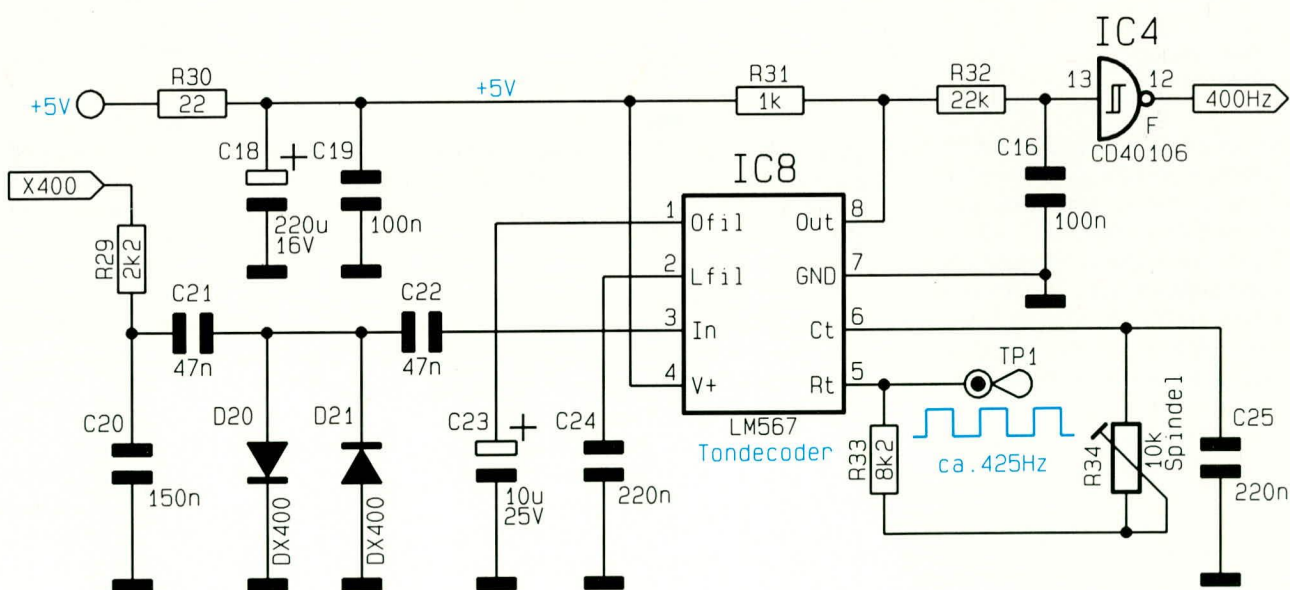 IC4
R30
22
+5V
+5V
R31
1k
R32
22k
13
12
400Hz
F
CD40106
X400
R29
2k2
C18
+
220u
16V
C19
100n
C16
100n
IC8
1
Ofil
Out
8
2
Lfil
GND
7
3
In
Ct
6
4
V+
Rt
5
LM567
Tondecoder
C21
47n
C22
47n
C20
150n
D20
DX400
D21
DX400
C23
+
10u
25V
C24
220n
TP1
ca.425Hz
R33
8k2
R34
10k
Spindel
C25
220n